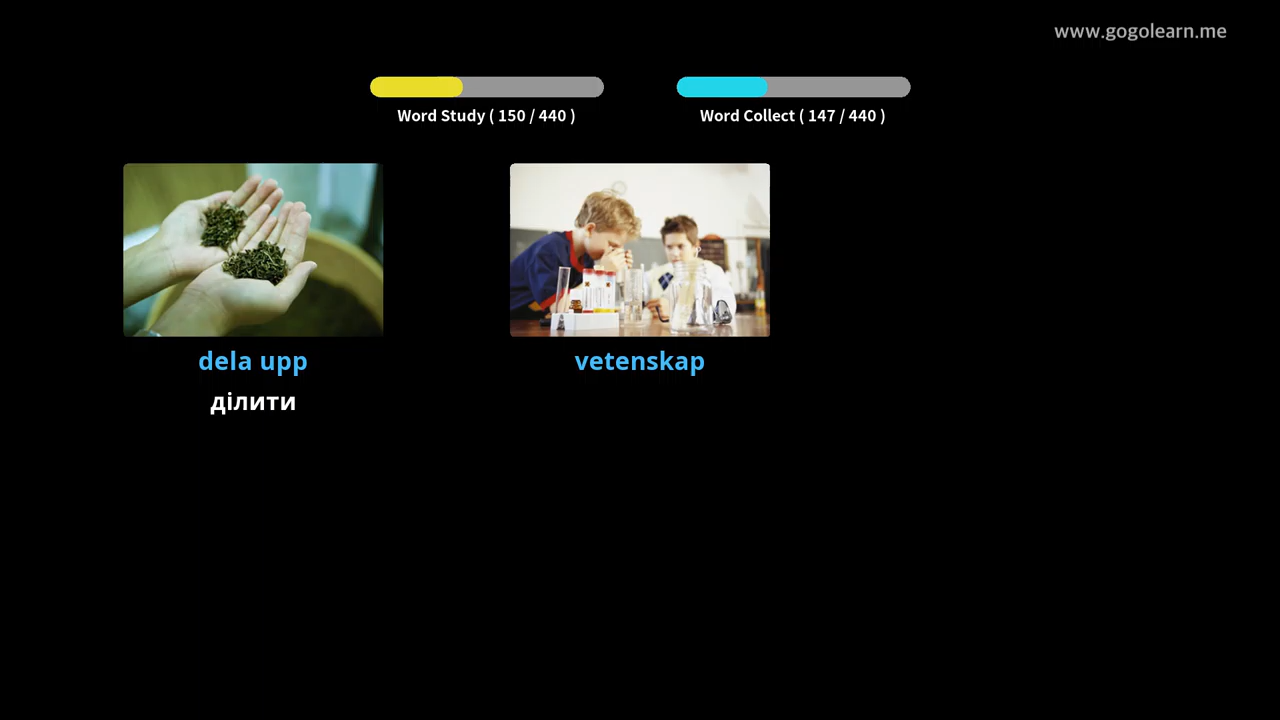 www.gogolearn.me
Word Study ( 150 / 440 )
Word Collect ( 147 / 440 )
dela upp
vetenskap
ділити